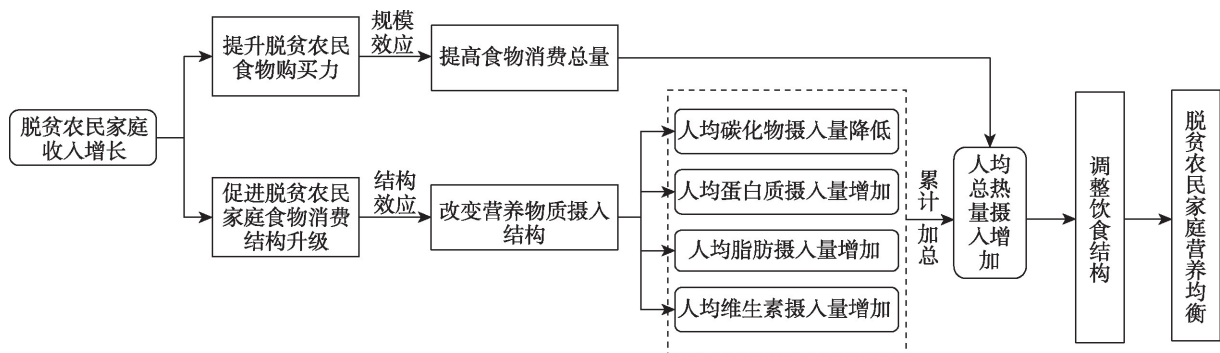 脱贫农民家庭
收入增长
提升脱贫农民
食物购买力
规模
效应
提高食物消费总量
促进脱贫农民
家庭食物消费
结构升级
结构
效应
改变营养物质摄入
结构
人均碳化物摄入量降低
人均蛋白质摄入量增加
人均脂肪摄入量增加
人均维生素摄入量增加
累计
加总
人均
总热
量摄
入增
加
调整饮食结构
脱贫农民家庭营养均衡